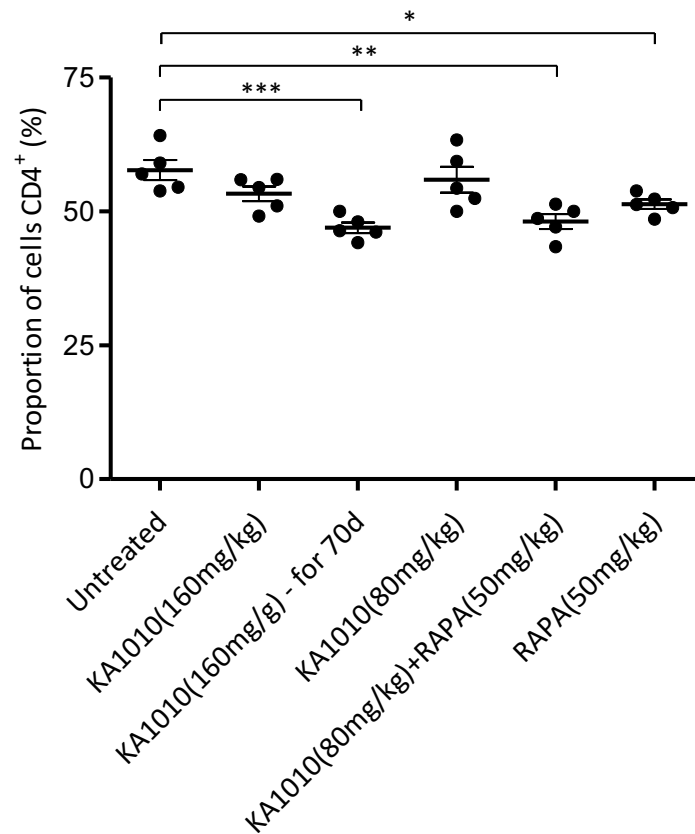 *
**
***
75
50
25
0
Proportion of cells CD4⁺ (%)
Untreated
KA1010(160mg/kg)
KA1010(160mg/g) - for 70d
KA1010(80mg/kg)
KA1010(80mg/kg)+RAPA(50mg/kg)
RAPA(50mg/kg)